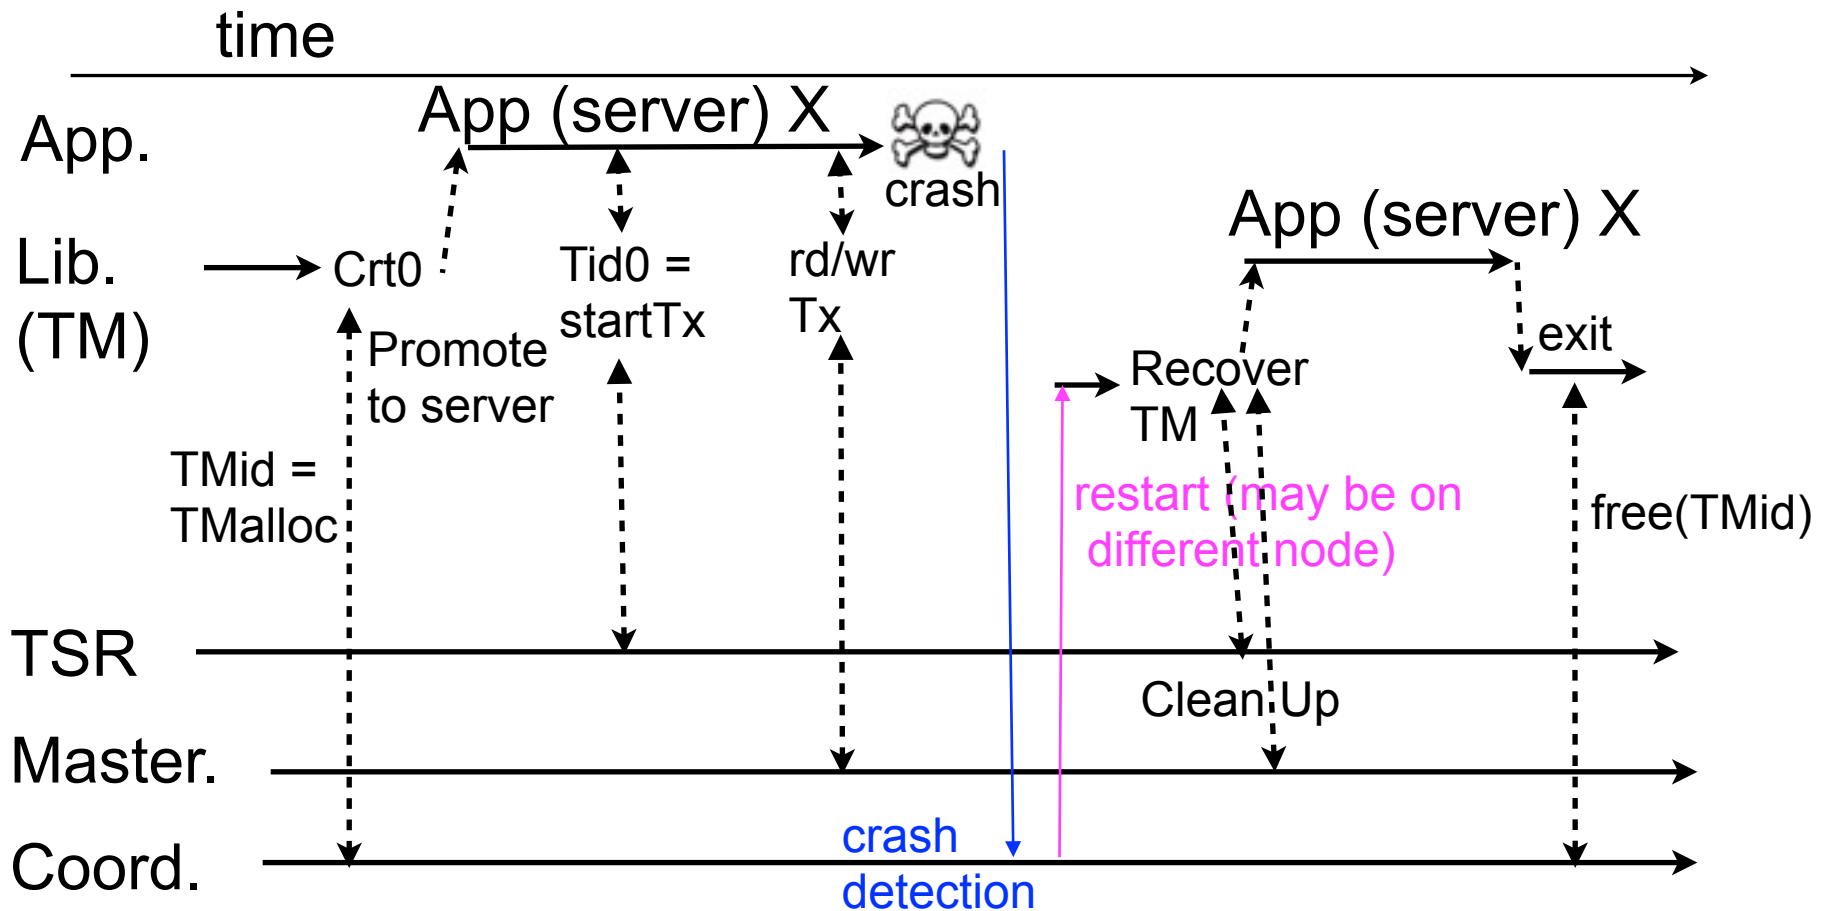 time
App (server) X
App.
crash
App (server) X
Lib.
(TM)
Crt0
Tid0 =
startTx
rd/wr
Tx
Promote
to server
exit
Recover
TM
TMid =
TMalloc
restart (may be on
different node)
free(TMid)
TSR
Clean Up
Master.
crash
detection
Coord.